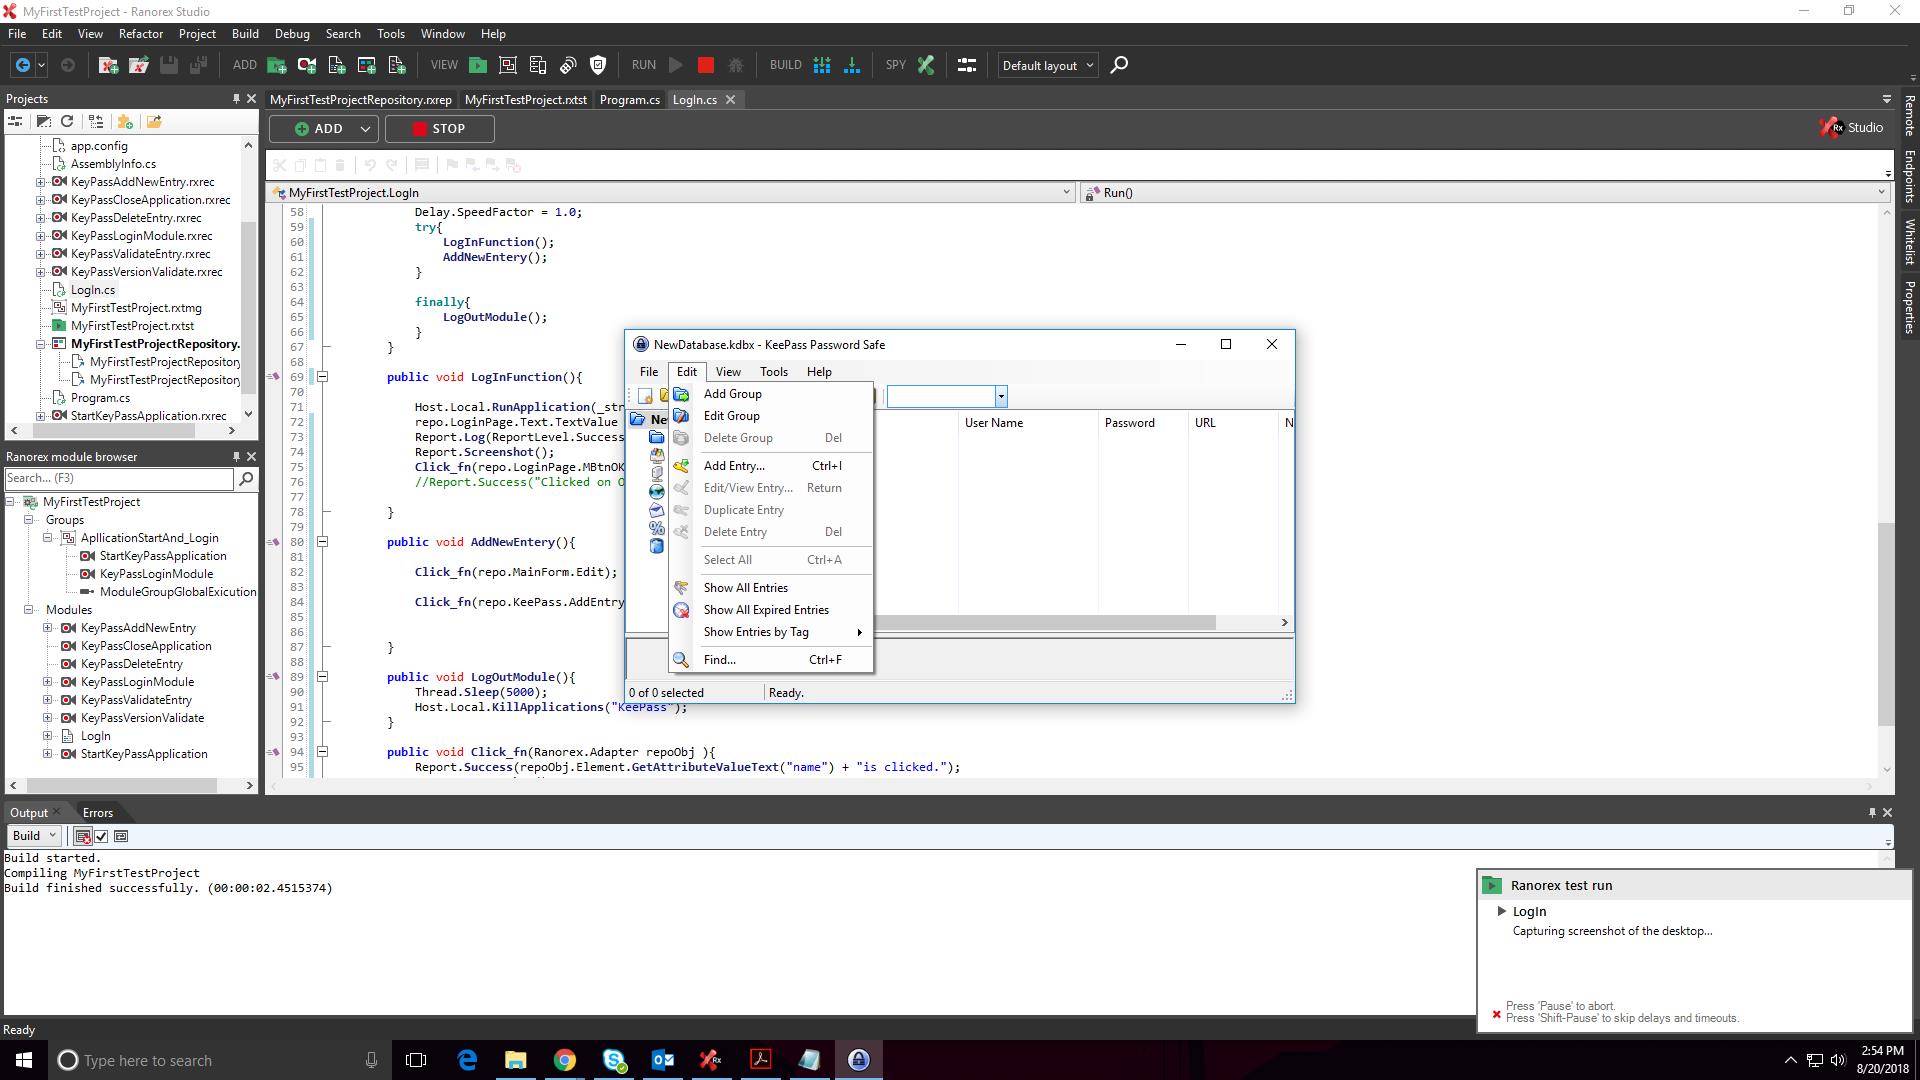 MyFirstTestProject - Ranorex Studio
File Edit View Refactor Project Build Debug Search Tools Window Help
ADD VIEW RUN BUILD SPY Default layout
Projects
MyFirstTestProjectRepository.rxrep MyFirstTestProject.rxtst Program.cs LogIn.cs
ADD STOP
Studio
Remote
Endpoints
Whitelist
Properties
app.config
AssemblyInfo.cs
KeyPassAddNewEntry.rxrec
KeyPassCloseApplication.rxrec
KeyPassDeleteEntry.rxrec
KeyPassLoginModule.rxrec
KeyPassValidateEntry.rxrec
KeyPassVersionValidate.rxrec
LogIn.cs
MyFirstTestProject.rxtmg
MyFirstTestProject.rxtst
MyFirstTestProjectRepository.
MyFirstTestProjectRepository
MyFirstTestProjectRepository
Program.cs
StartKeyPassApplication.rxrec
Ranorex module browser
Search... (F3)
MyFirstTestProject
Groups
ApllicationStartAnd_Login
StartKeyPassApplication
KeyPassLoginModule
ModuleGroupGlobalExicution
Modules
KeyPassAddNewEntry
KeyPassCloseApplication
KeyPassDeleteEntry
KeyPassLoginModule
KeyPassValidateEntry
KeyPassVersionValidate
LogIn
StartKeyPassApplication
MyFirstTestProject.LogIn Run()
58 Delay.SpeedFactor = 1.0;
59 try{
60 LogInFunction();
61 AddNewEntery();
62 }
63
64 finally{
65 LogOutModule();
66 }
67 }
68
69 public void LogInFunction(){
70
71 Host.Local.RunApplication(_str
72 repo.LoginPage.Text.TextValue
73 Report.Log(ReportLevel.Success
74 Report.Screenshot();
75 Click_fn(repo.LoginPage.MBtnOK
76 //Report.Success("Clicked on O
77
78 }
79
80 public void AddNewEntery(){
81
82 Click_fn(repo.MainForm.Edit);
83
84 Click_fn(repo.KeePass.AddEntry
85
86
87 }
88
89 public void LogOutModule(){
90 Thread.Sleep(5000);
91 Host.Local.KillApplications("KeePass");
92 }
93
94 public void Click_fn(Ranorex.Adapter repoObj ){
95 Report.Success(repoObj.Element.GetAttributeValueText("name") + "is clicked.");
NewDatabase.kdbx - KeePass Password Safe
File Edit View Tools Help
New
Add Group
Edit Group
Delete Group Del
Add Entry... Ctrl+I
Edit/View Entry... Return
Duplicate Entry
Delete Entry Del
Select All Ctrl+A
Show All Entries
Show All Expired Entries
Show Entries by Tag
Find... Ctrl+F
User Name Password URL N
0 of 0 selected Ready.
Output Errors
Build
Build started.
Compiling MyFirstTestProject
Build finished successfully. (00:00:02.4515374)
Ranorex test run
LogIn
Capturing screenshot of the desktop...
Press 'Pause' to abort.
Press 'Shift-Pause' to skip delays and timeouts.
Ready
Type here to search
2:54 PM
8/20/2018